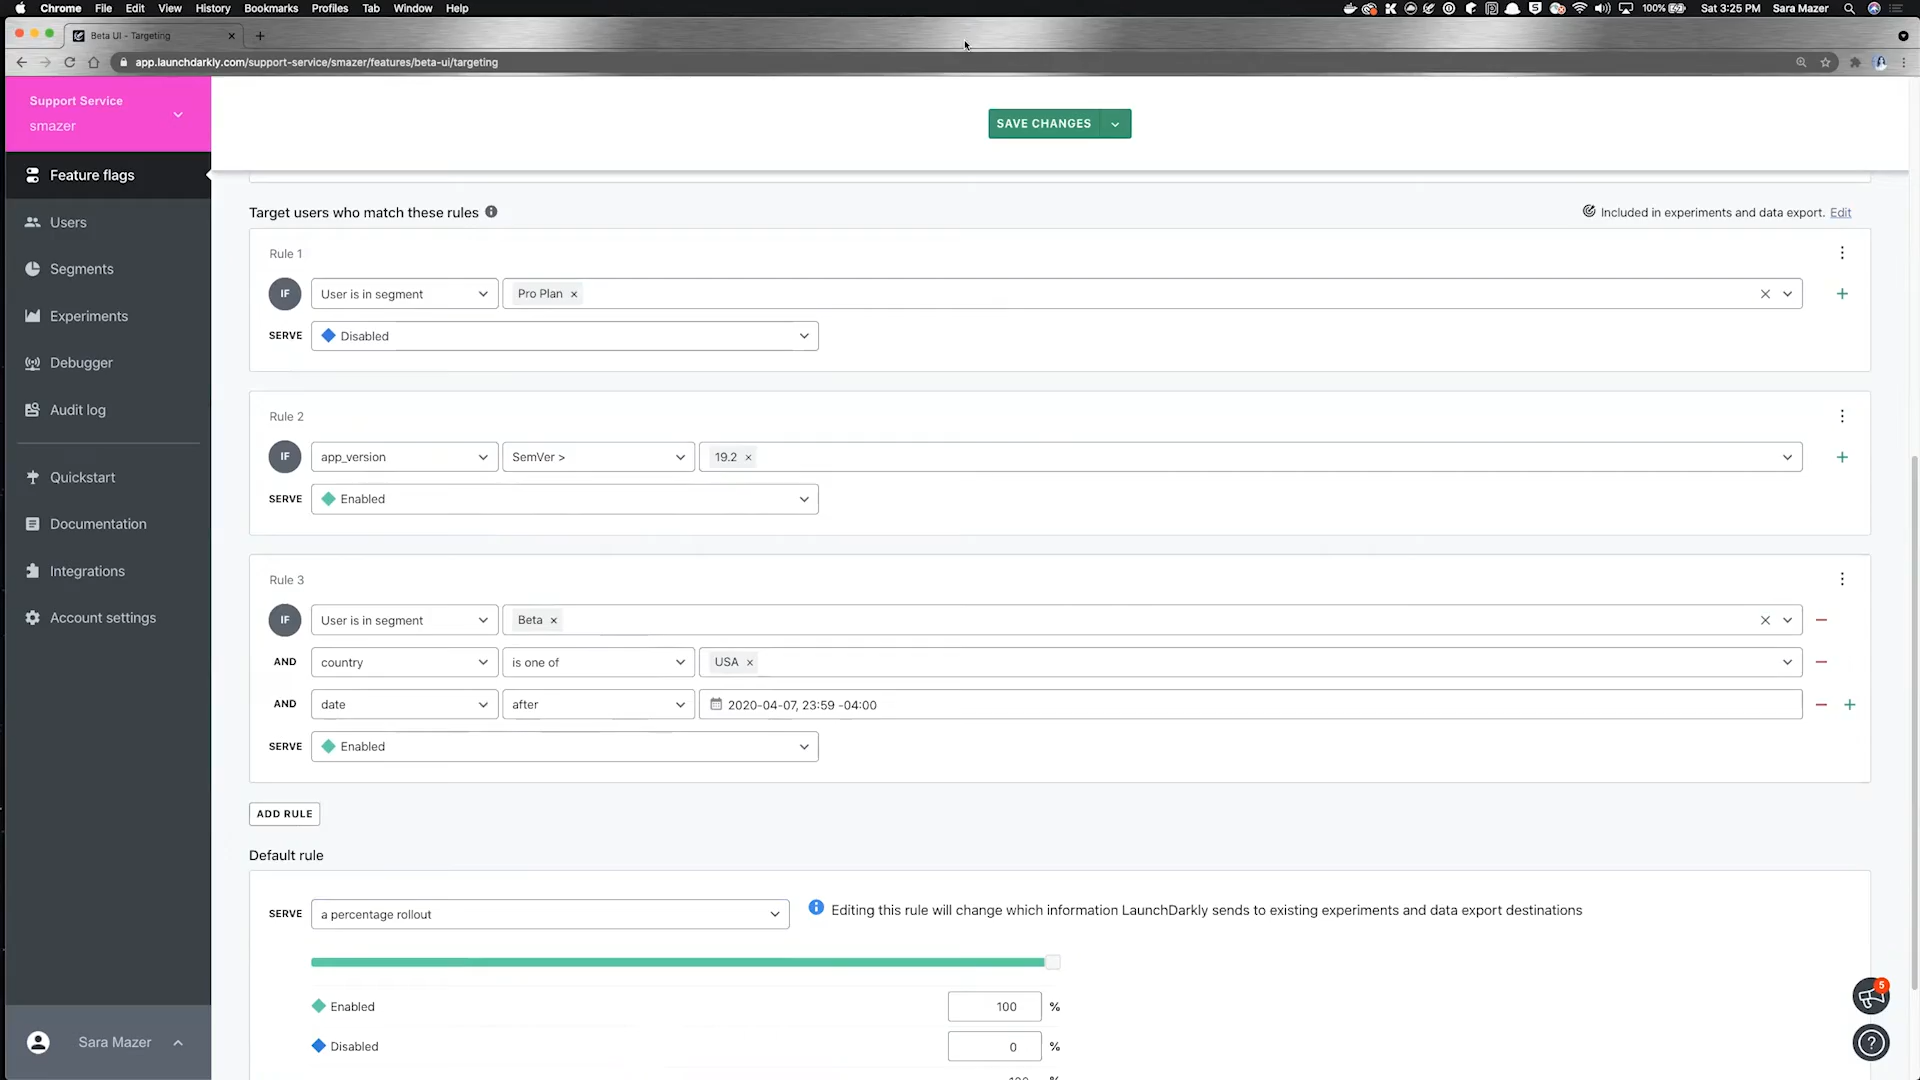 Chrome File Edit View History Bookmarks Profiles Tab Window Help
100% Sat 3:25 PM Sara Mazer
Beta UI - Targeting
app.launchdarkly.com/support-service/smazer/features/beta-ui/targeting
Support Service
smazer
SAVE CHANGES
Feature flags
Users
Segments
Experiments
Debugger
Audit log
Quickstart
Documentation
Integrations
Account settings
Sara Mazer
Target users who match these rules
Included in experiments and data export. Edit
Rule 1
IF User is in segment Pro Plan ×
SERVE Disabled
Rule 2
IF app_version SemVer > 19.2 ×
SERVE Enabled
Rule 3
IF User is in segment Beta ×
AND country is one of USA ×
AND date after 2020-04-07, 23:59 -04:00
SERVE Enabled
ADD RULE
Default rule
SERVE a percentage rollout
Editing this rule will change which information LaunchDarkly sends to existing experiments and data export destinations
Enabled 100 %
Disabled 0 %
5
?